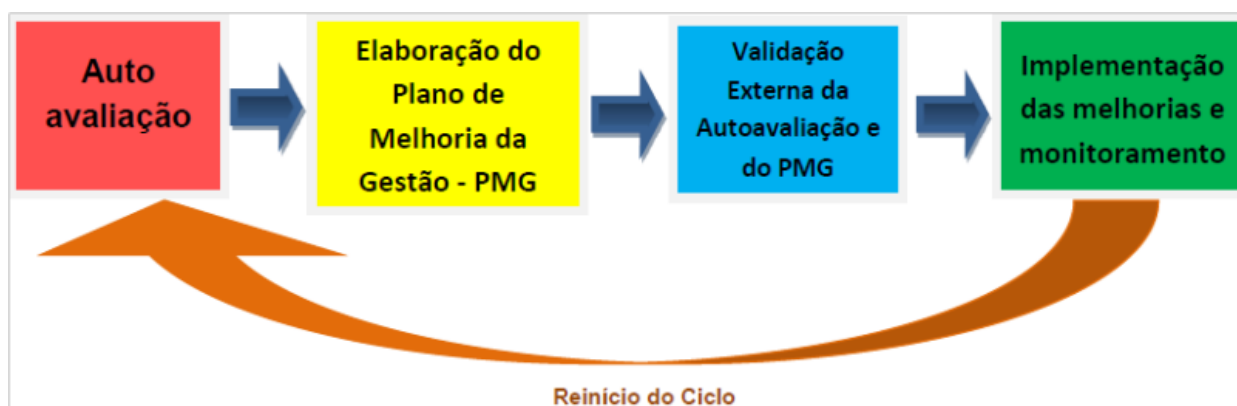 Auto
avaliação
Elaboração do
Plano de
Melhoria da
Gestão - PMG
Validação
Externa da
Autoavaliação e
do PMG
Implementação
das melhorias e
monitoramento
Reinício do Ciclo